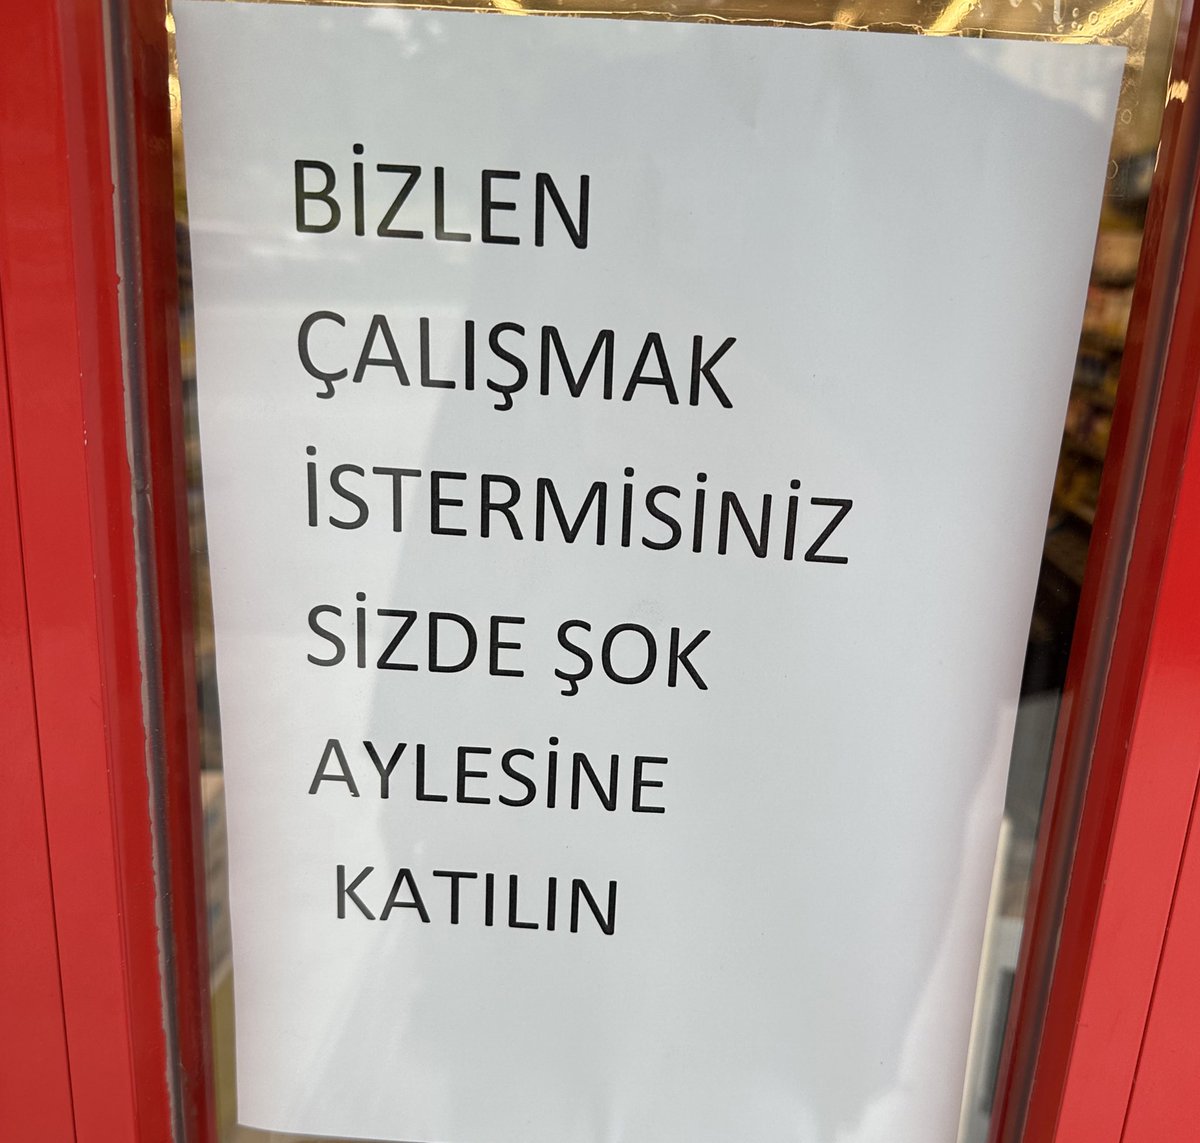 BİZLEN
ÇALIŞMAK
İSTERMİSİNİZ
SİZDE ŞOK
AYLESİNE
KATILIN